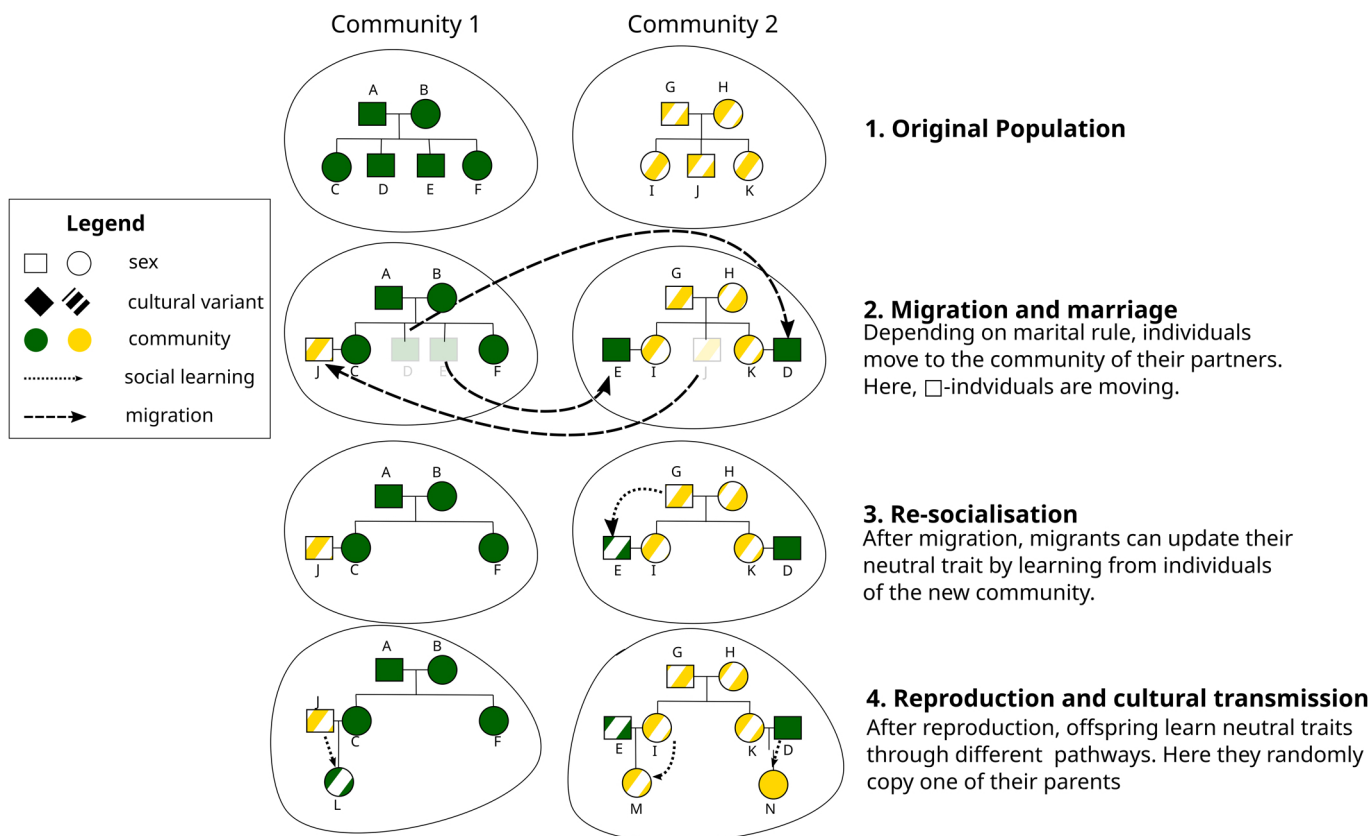 Community 1
Community 2
A B
C D E F
G H
I J K
1. Original Population
Legend
sex
cultural variant
community
social learning
migration
A B
J C D E F
G H
E I J K D
2. Migration and marriage
Depending on marital rule, individuals
move to the community of their partners.
Here, □-indviduals are moving.
A B
J C F
G H
E I K D
3. Re-socialisation
After migration, migrants can update their
neutral trait by learning from individuals
of the new community.
A B
J
C F
L
G H
E I K D
M N
4. Reproduction and cultural transmission
After reproduction, offspring learn neutral traits
through different pathways. Here they randomly
copy one of their parents